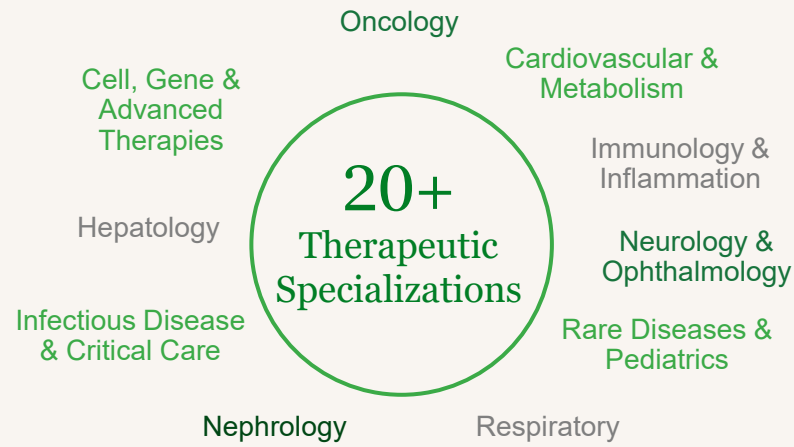 Oncology
Cardiovascular &
Metabolism
Cell, Gene &
Advanced
Therapies
Immunology &
Inflammation
20+
Therapeutic
Specializations
Hepatology
Neurology &
Ophthalmology
Infectious Disease
& Critical Care
Rare Diseases &
Pediatrics
Nephrology
Respiratory